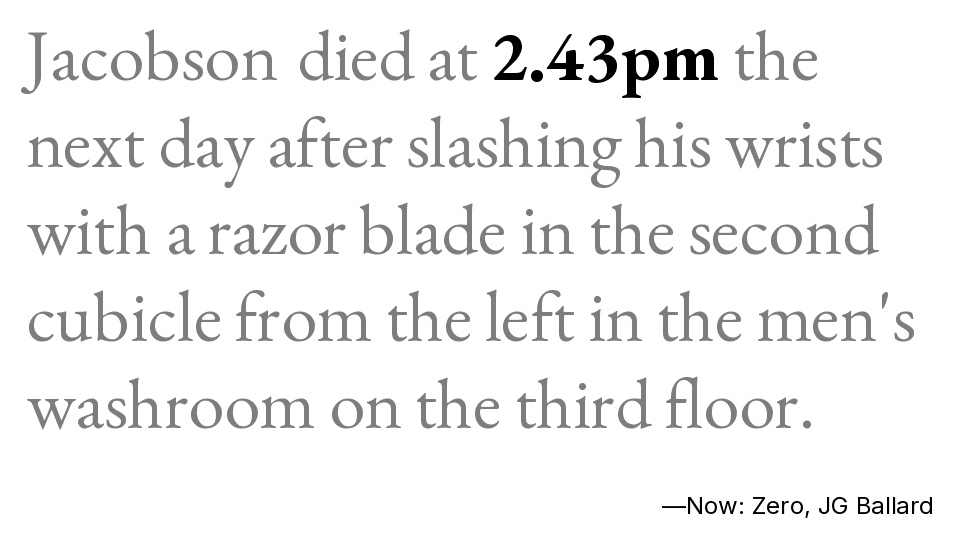 Jacobson died at 2.43pm the
next day after slashing his wrists
with a razor blade in the second
cubicle from the left in the men's
washroom on the third floor.
—Now: Zero, JG Ballard